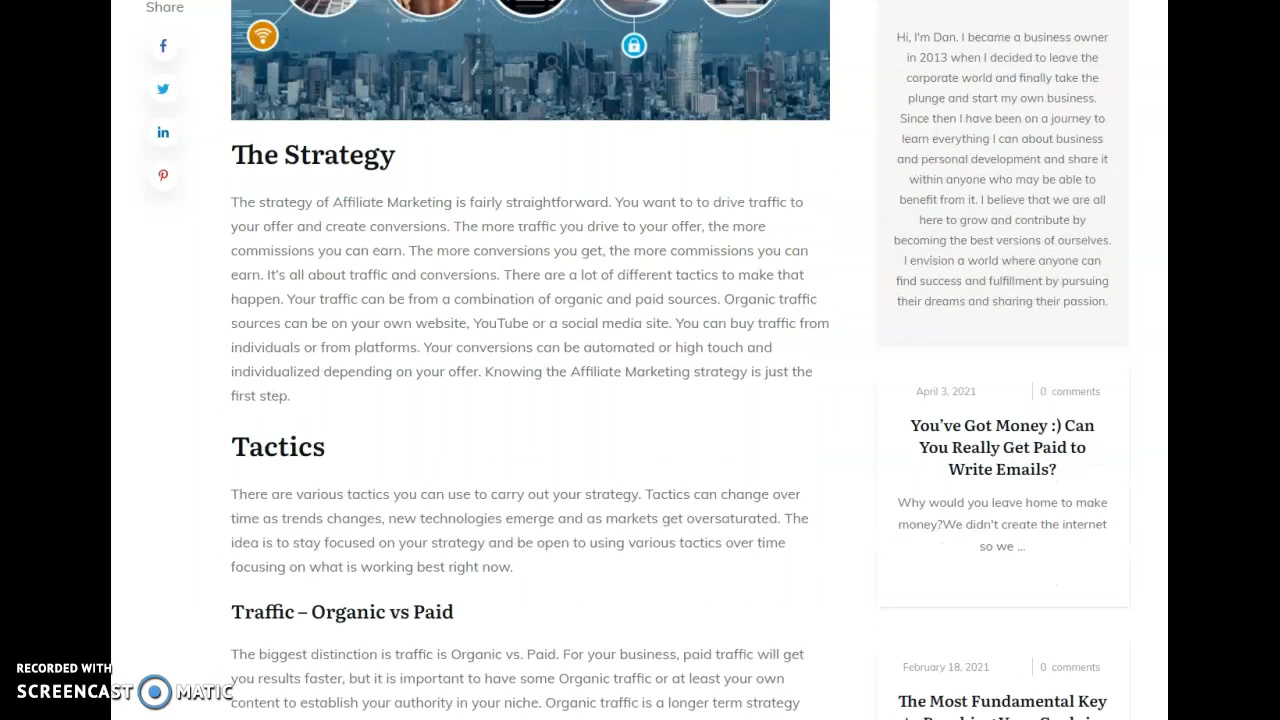 Share
The Strategy
The strategy of Affiliate Marketing is fairly straightforward. You want to to drive traffic to
your offer and create conversions. The more traffic you drive to your offer, the more
commissions you can earn. The more conversions you get, the more commissions you can
earn. It's all about traffic and conversions. There are a lot of different tactics to make that
happen. Your traffic can be from a combination of organic and paid sources. Organic traffic
sources can be on your own website, YouTube or a social media site. You can buy traffic from
individuals or from platforms. Your conversions can be automated or high touch and
individualized depending on your offer. Knowing the Affiliate Marketing strategy is just the
first step.
Tactics
There are various tactics you can use to carry out your strategy. Tactics can change over
time as trends changes, new technologies emerge and as markets get oversaturated. The
idea is to stay focused on your strategy and be open to using various tactics over time
focusing on what is working best right now.
Traffic – Organic vs Paid
The biggest distinction is traffic is Organic vs. Paid. For your business, paid traffic will get
you results faster, but it is important to have some Organic traffic or at least your own
content to establish your authority in your niche. Organic traffic is a longer term strategy
Hi, I'm Dan. I became a business owner
in 2013 when I decided to leave the
corporate world and finally take the
plunge and start my own business.
Since then I have been on a journey to
learn everything I can about business
and personal development and share it
within anyone who may be able to
benefit from it. I believe that we are all
here to grow and contribute by
becoming the best versions of ourselves.
I envision a world where anyone can
find success and fulfillment by pursuing
their dreams and sharing their passion.
April 3, 2021
0 comments
You've Got Money :) Can
You Really Get Paid to
Write Emails?
Why would you leave home to make
money?We didn't create the internet
so we ...
February 18, 2021
0 comments
The Most Fundamental Key
RECORDED WITH
SCREENCAST MATIC